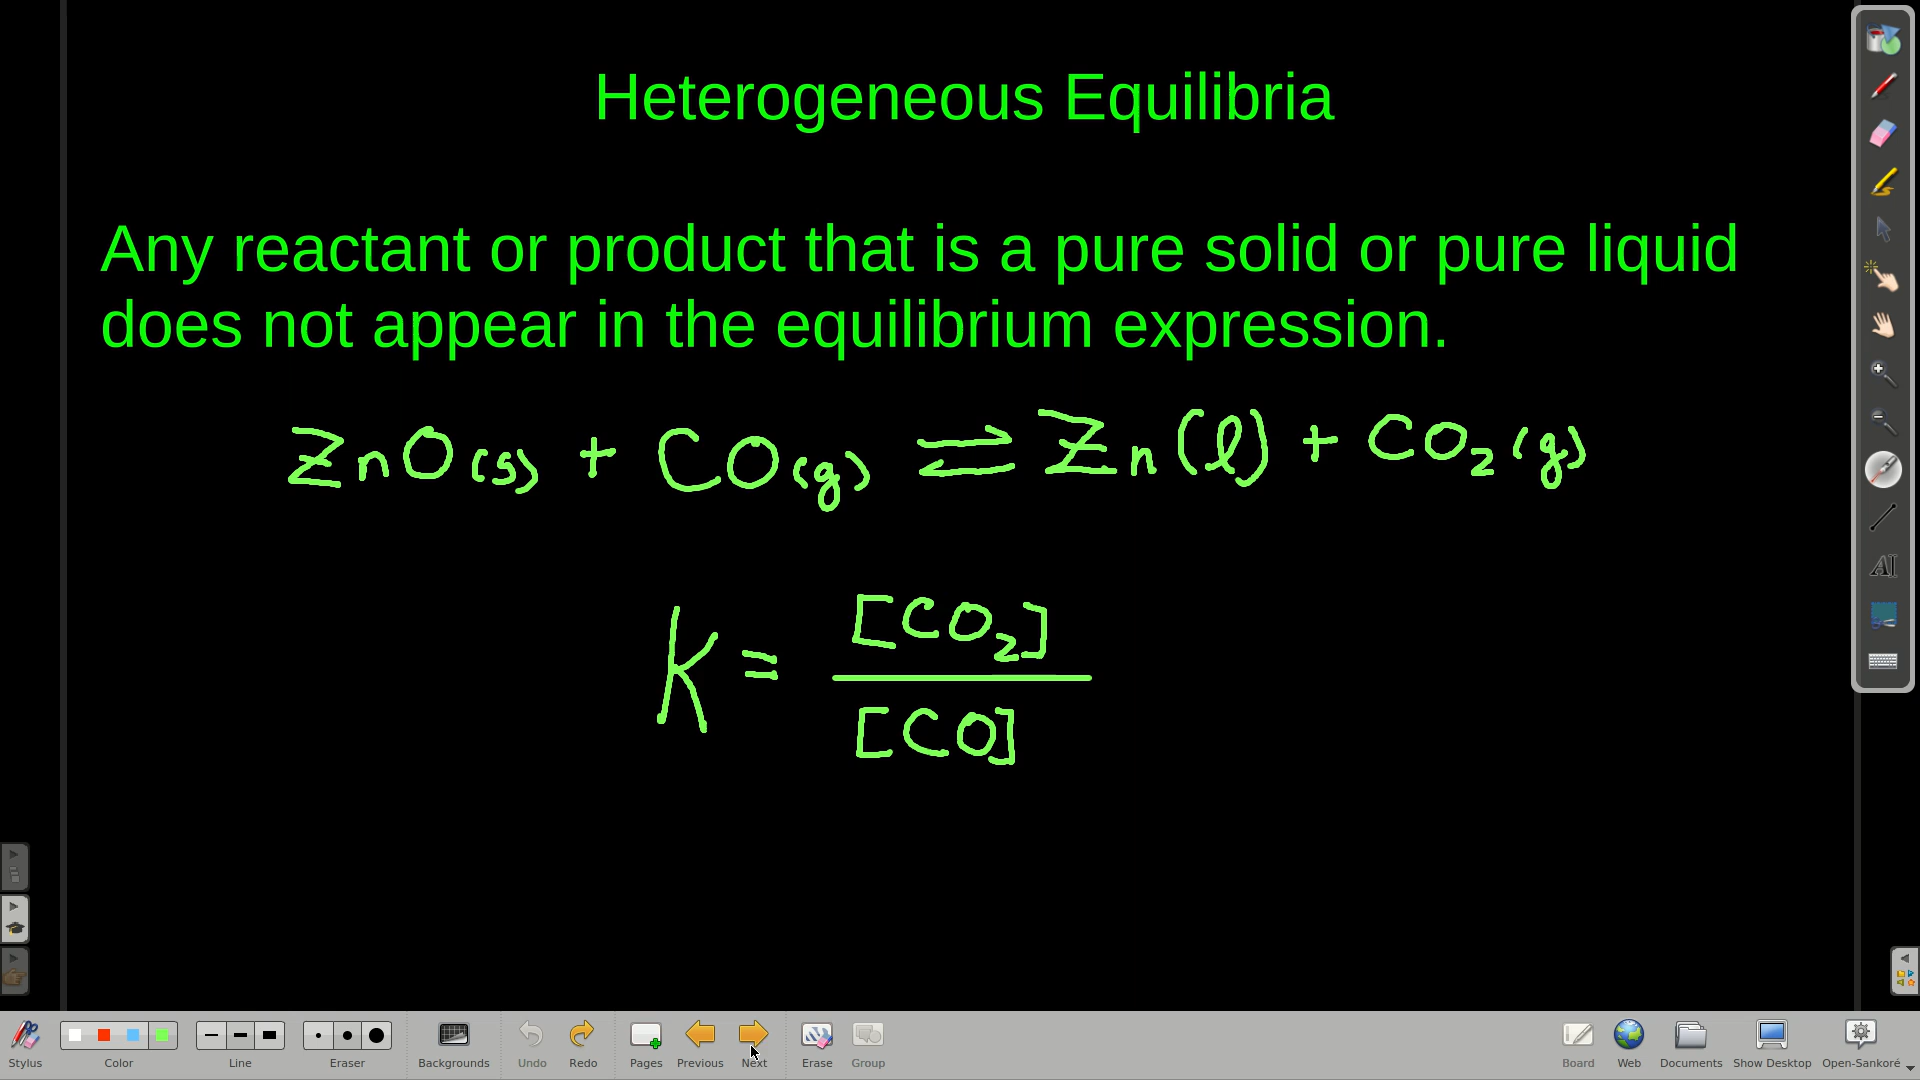 Heterogeneous Equilibria
Any reactant or product that is a pure solid or pure liquid
does not appear in the equilibrium expression.
ZnO(s) + CO(g) ⇌ Zn(l) + CO₂(g)
K = [CO₂] / [CO]
AI
Stylus Color Line Eraser Backgrounds Undo Redo Pages Previous Next Erase Group Board Web Documents Show Desktop Open-Sankoré